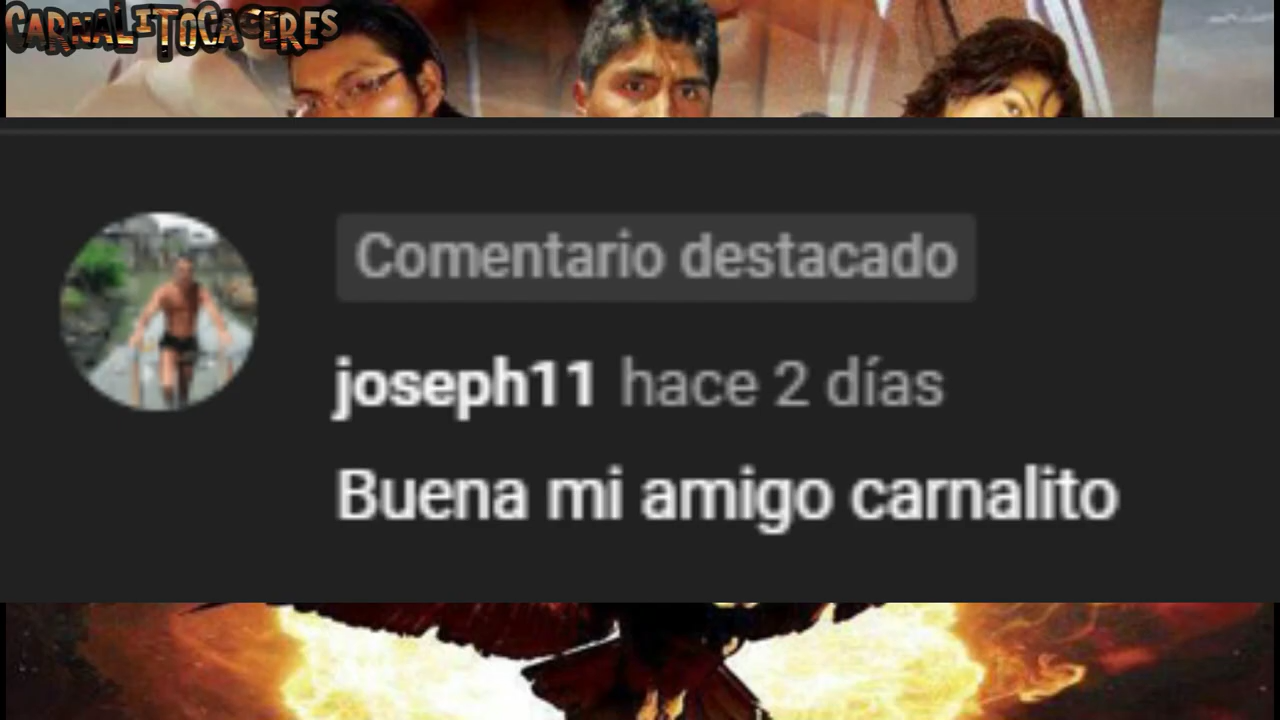 CARNALITOCACERES
Comentario destacado
joseph11 hace 2 días
Buena mi amigo carnalito